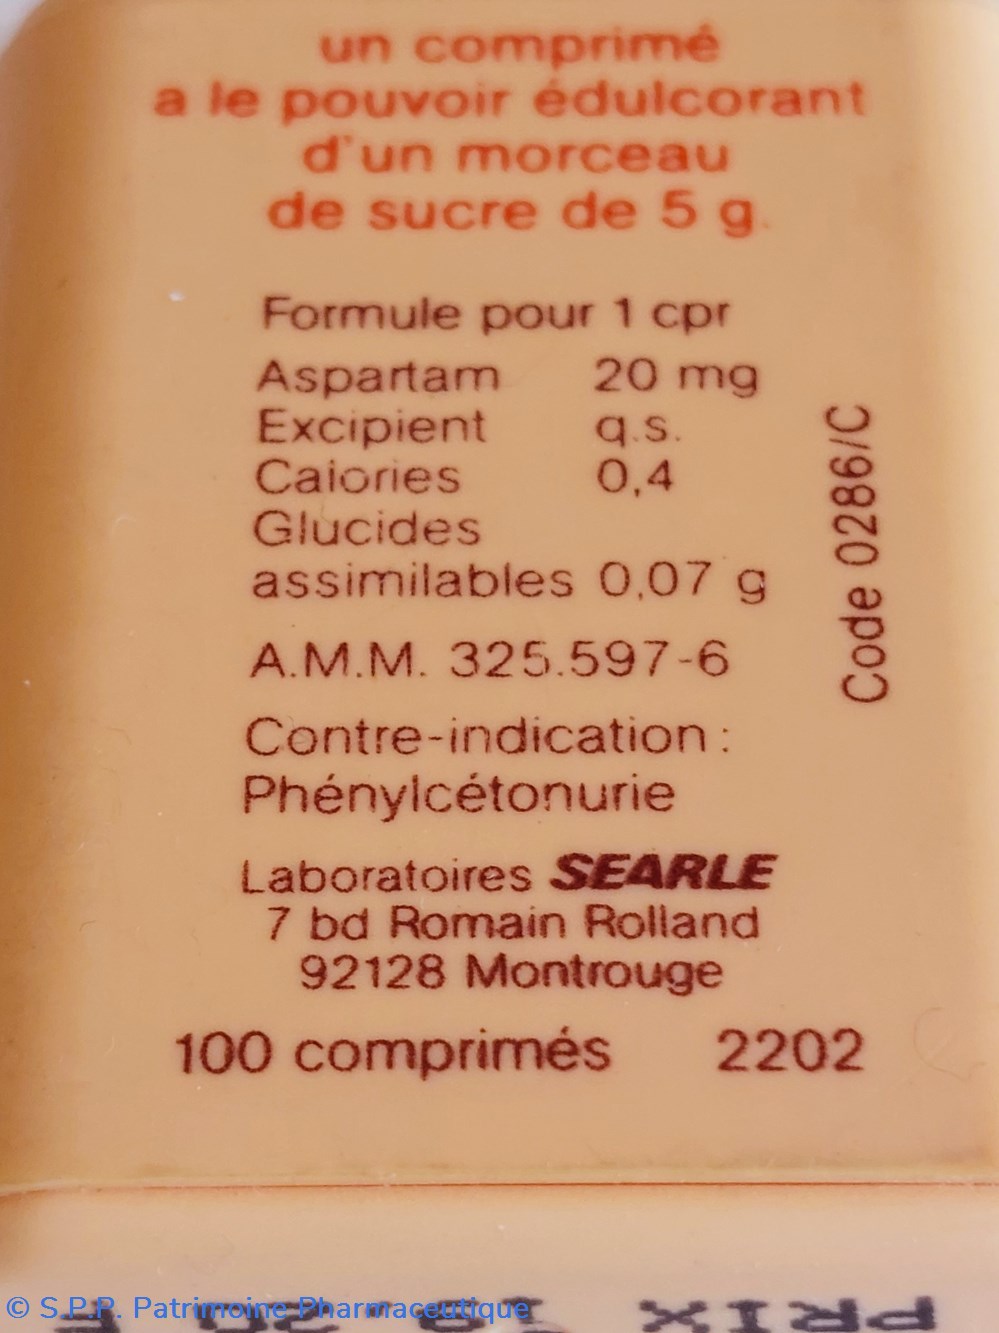 un comprimé
a le pouvoir édulcorant
d'un morceau
de sucre de 5 g.
Formule pour 1 cpr
Aspartam 20 mg
Excipient q.s.
Calories 0,4
Glucides
assimilables 0,07 g
A.M.M. 325.597-6
Contre-indication :
Phénylcétonurie
Laboratoires SEARLE
7 bd Romain Rolland
92128 Montrouge
100 comprimés 2202
Code 0286/C
PRIX
© S.P.P. Patrimoine Pharmaceutique